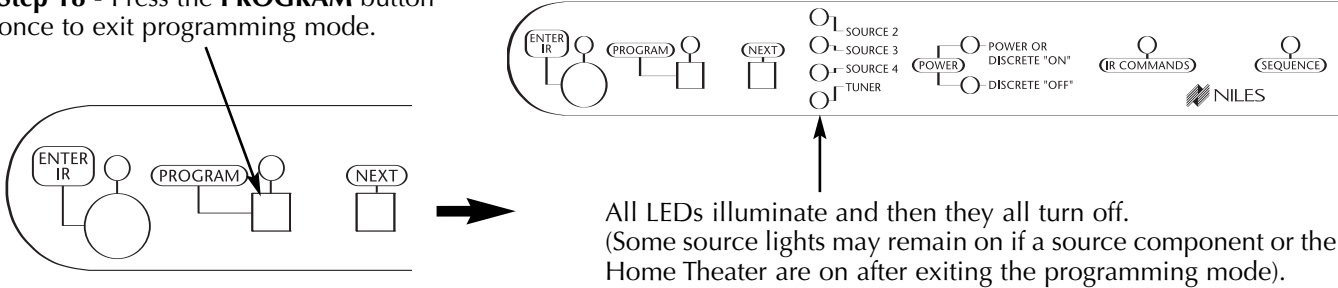 Step 16 - Press the PROGRAM button
once to exit programming mode.
ENTER
IR
PROGRAM
NEXT
ENTER
IR
PROGRAM
NEXT
SOURCE 2
SOURCE 3
SOURCE 4
TUNER
POWER
POWER OR
DISCRETE "ON"
DISCRETE "OFF"
IR COMMANDS
SEQUENCE
NILES
All LEDs illuminate and then they all turn off.
(Some source lights may remain on if a source component or the
Home Theater are on after exiting the programming mode).